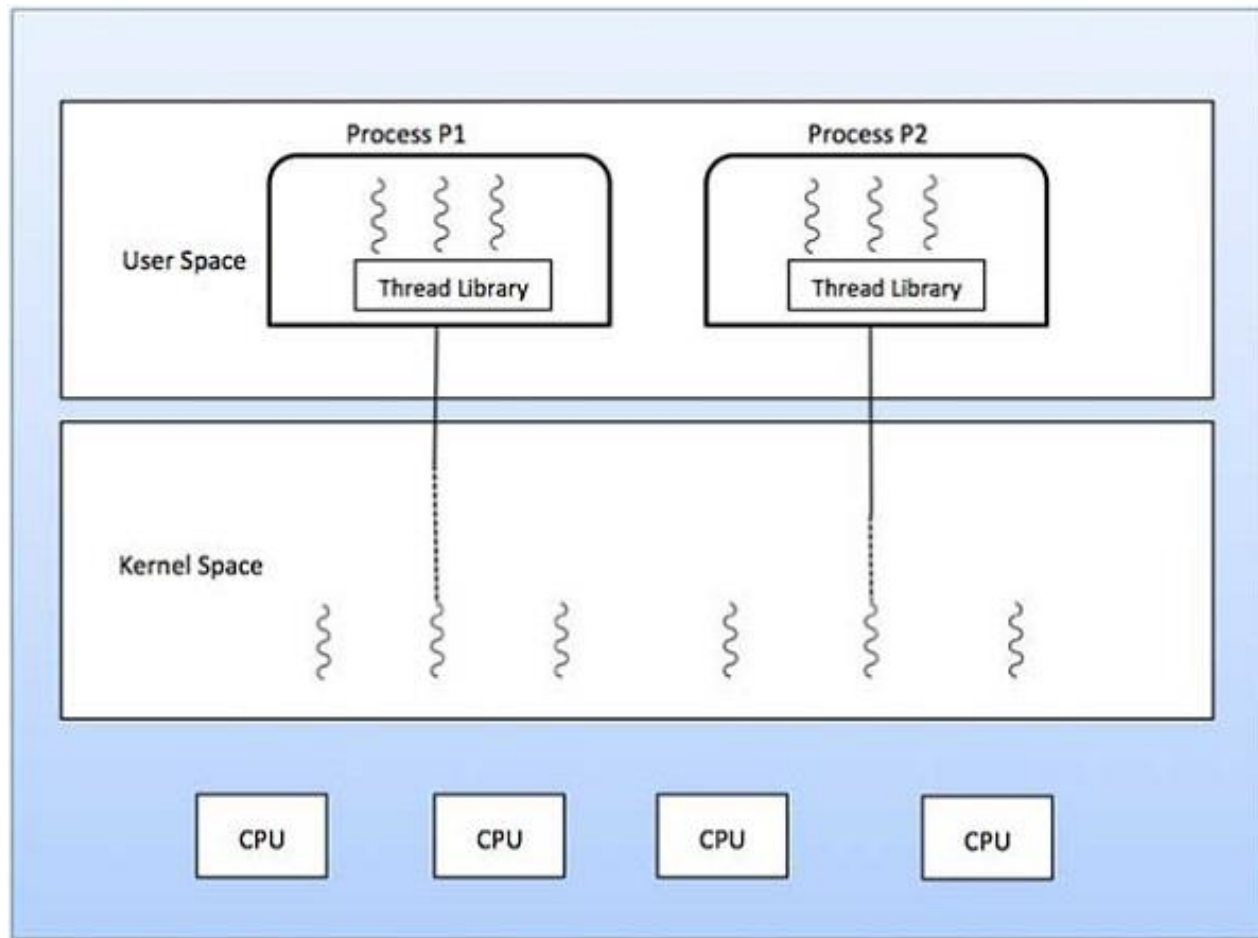 Process P1
Process P2
User Space
Thread Library
Thread Library
Kernel Space
CPU
CPU
CPU
CPU